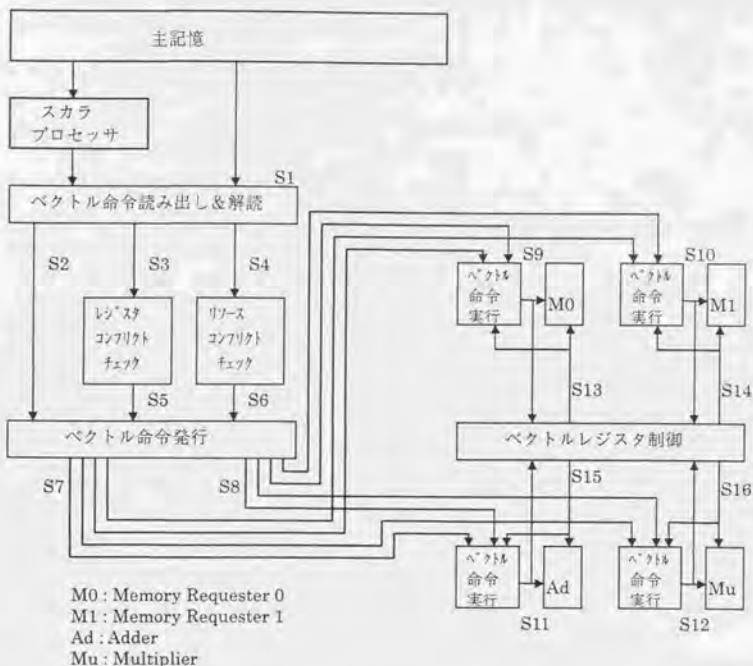 主記憶
スカラ
プロセッサ
S1
ベクトル命令読み出し&解読
S2
S3
S4
S9
S10
ベクトル
命令
実行
M0
ベクトル
命令
実行
M1
レジスタ
コンフリクト
チェック
リソース
コンフリクト
チェック
S5
S6
S13
S14
ベクトル命令発行
ベクトルレジスタ制御
S7
S8
S15
S16
ベクトル
命令
実行
Ad
ベクトル
命令
実行
Mu
S11
S12
M0 : Memory Requester 0
M1 : Memory Requester 1
Ad : Adder
Mu : Multiplier